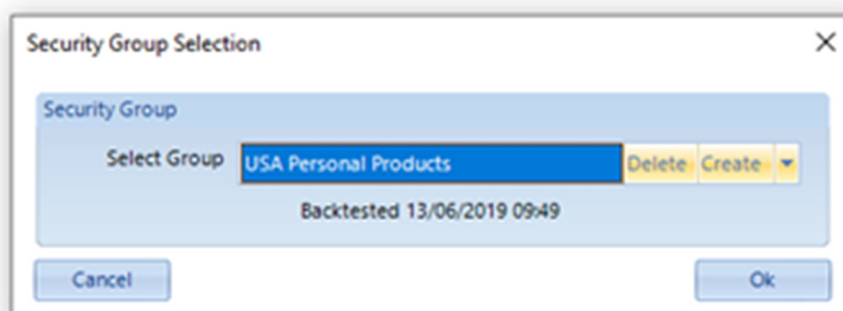 Security Group Selection
Security Group
Select Group USA Personal Products Delete Create
Backtested 13/06/2019 09:49
Cancel Ok